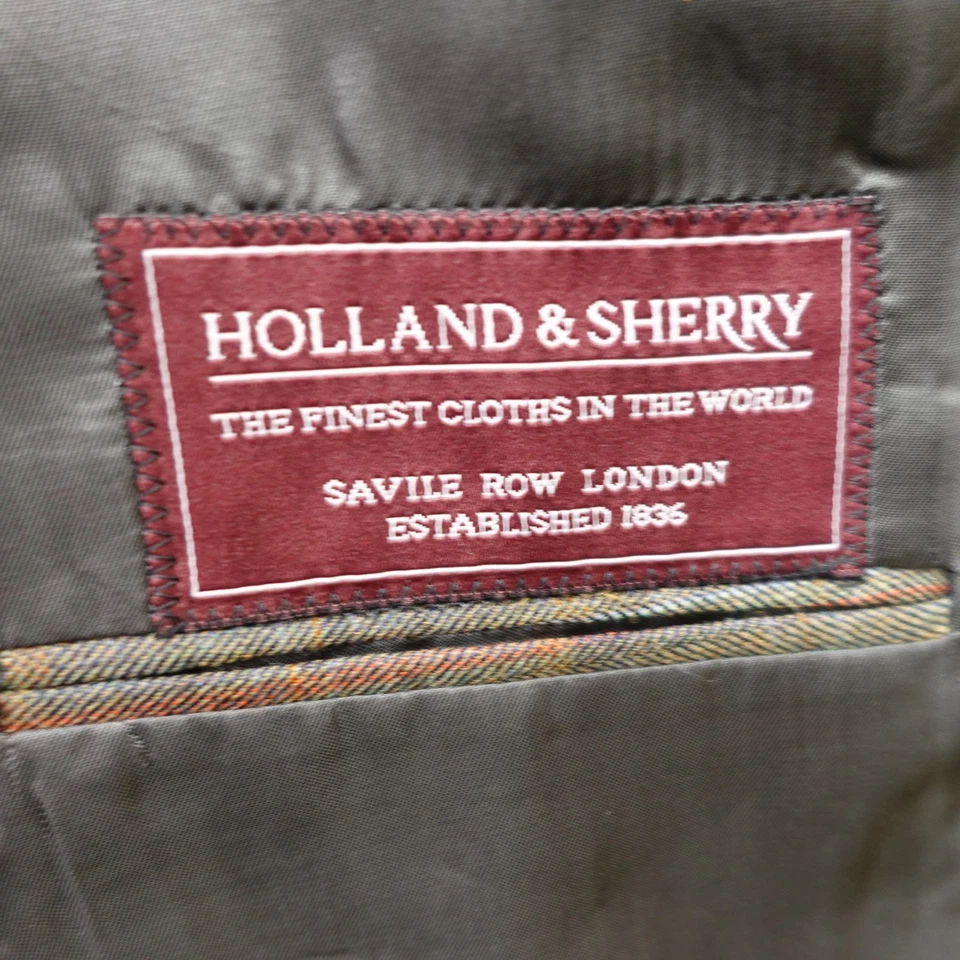 HOLLAND & SHERRY
THE FINEST CLOTHS IN THE WORLD
SAVILE ROW LONDON
ESTABLISHED 1836